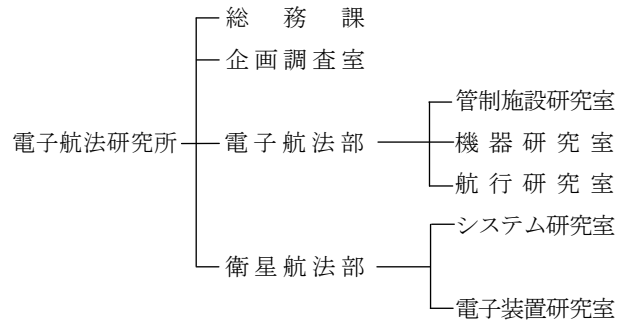 総務課
企画調査室
管制施設研究室
電子航法研究所
電子航法部
機器研究室
航行研究室
システム研究室
衛星航法部
電子装置研究室